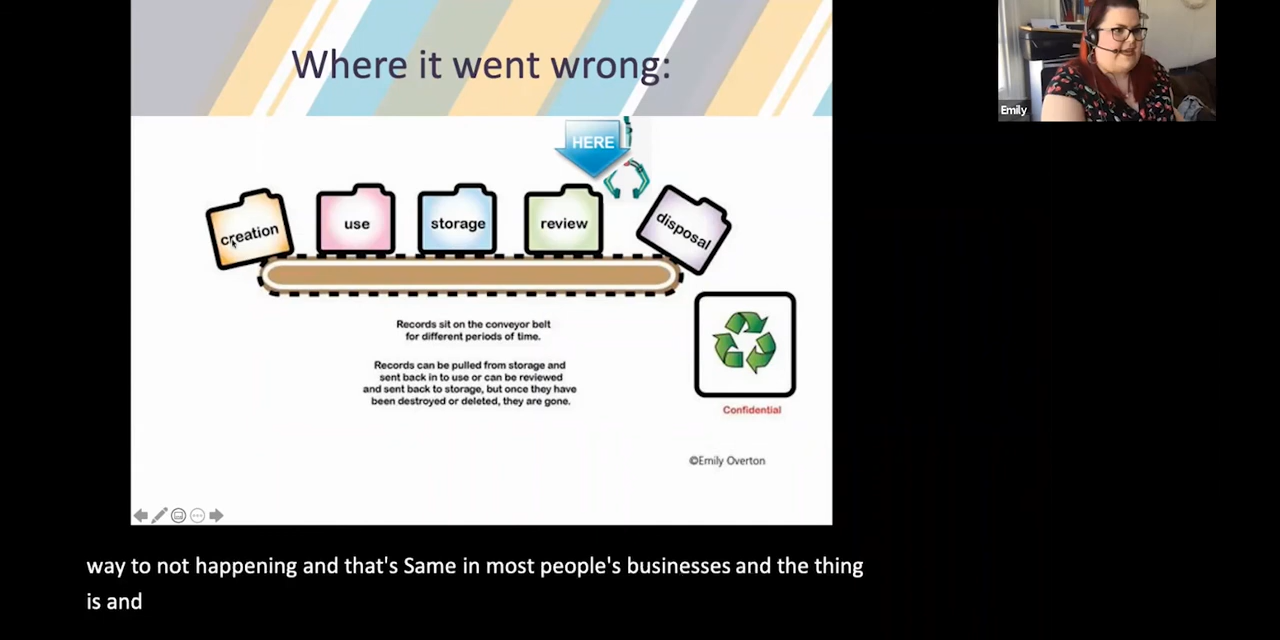 Where it went wrong:
Emily
HERE
creation
use
storage
review
disposal
Records sit on the conveyor belt
for different periods of time.
Records can be pulled from storage and
sent back in to use or can be reviewed
and sent back to storage, but once they have
been destroyed or deleted, they are gone.
Confidential
©Emily Overton
way to not happening and that's Same in most people's businesses and the thing
is and